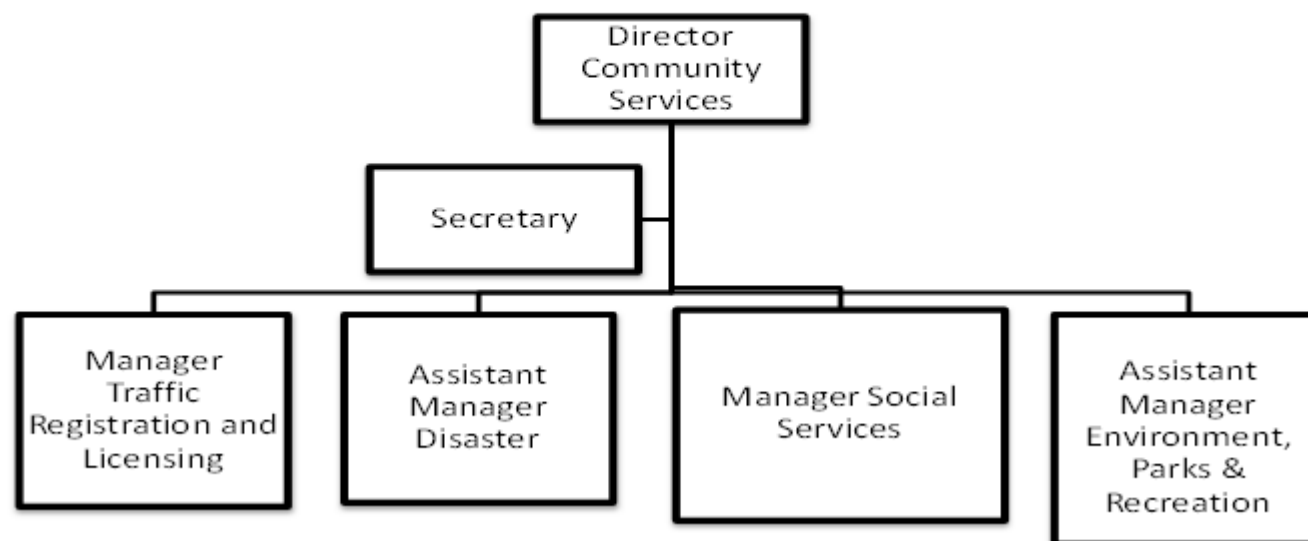 Director
Community
Services
Secretary
Manager
Traffic
Registration and
Licensing
Assistant
Manager
Disaster
Manager Social
Services
Assistant
Manager
Environment,
Parks &
Recreation